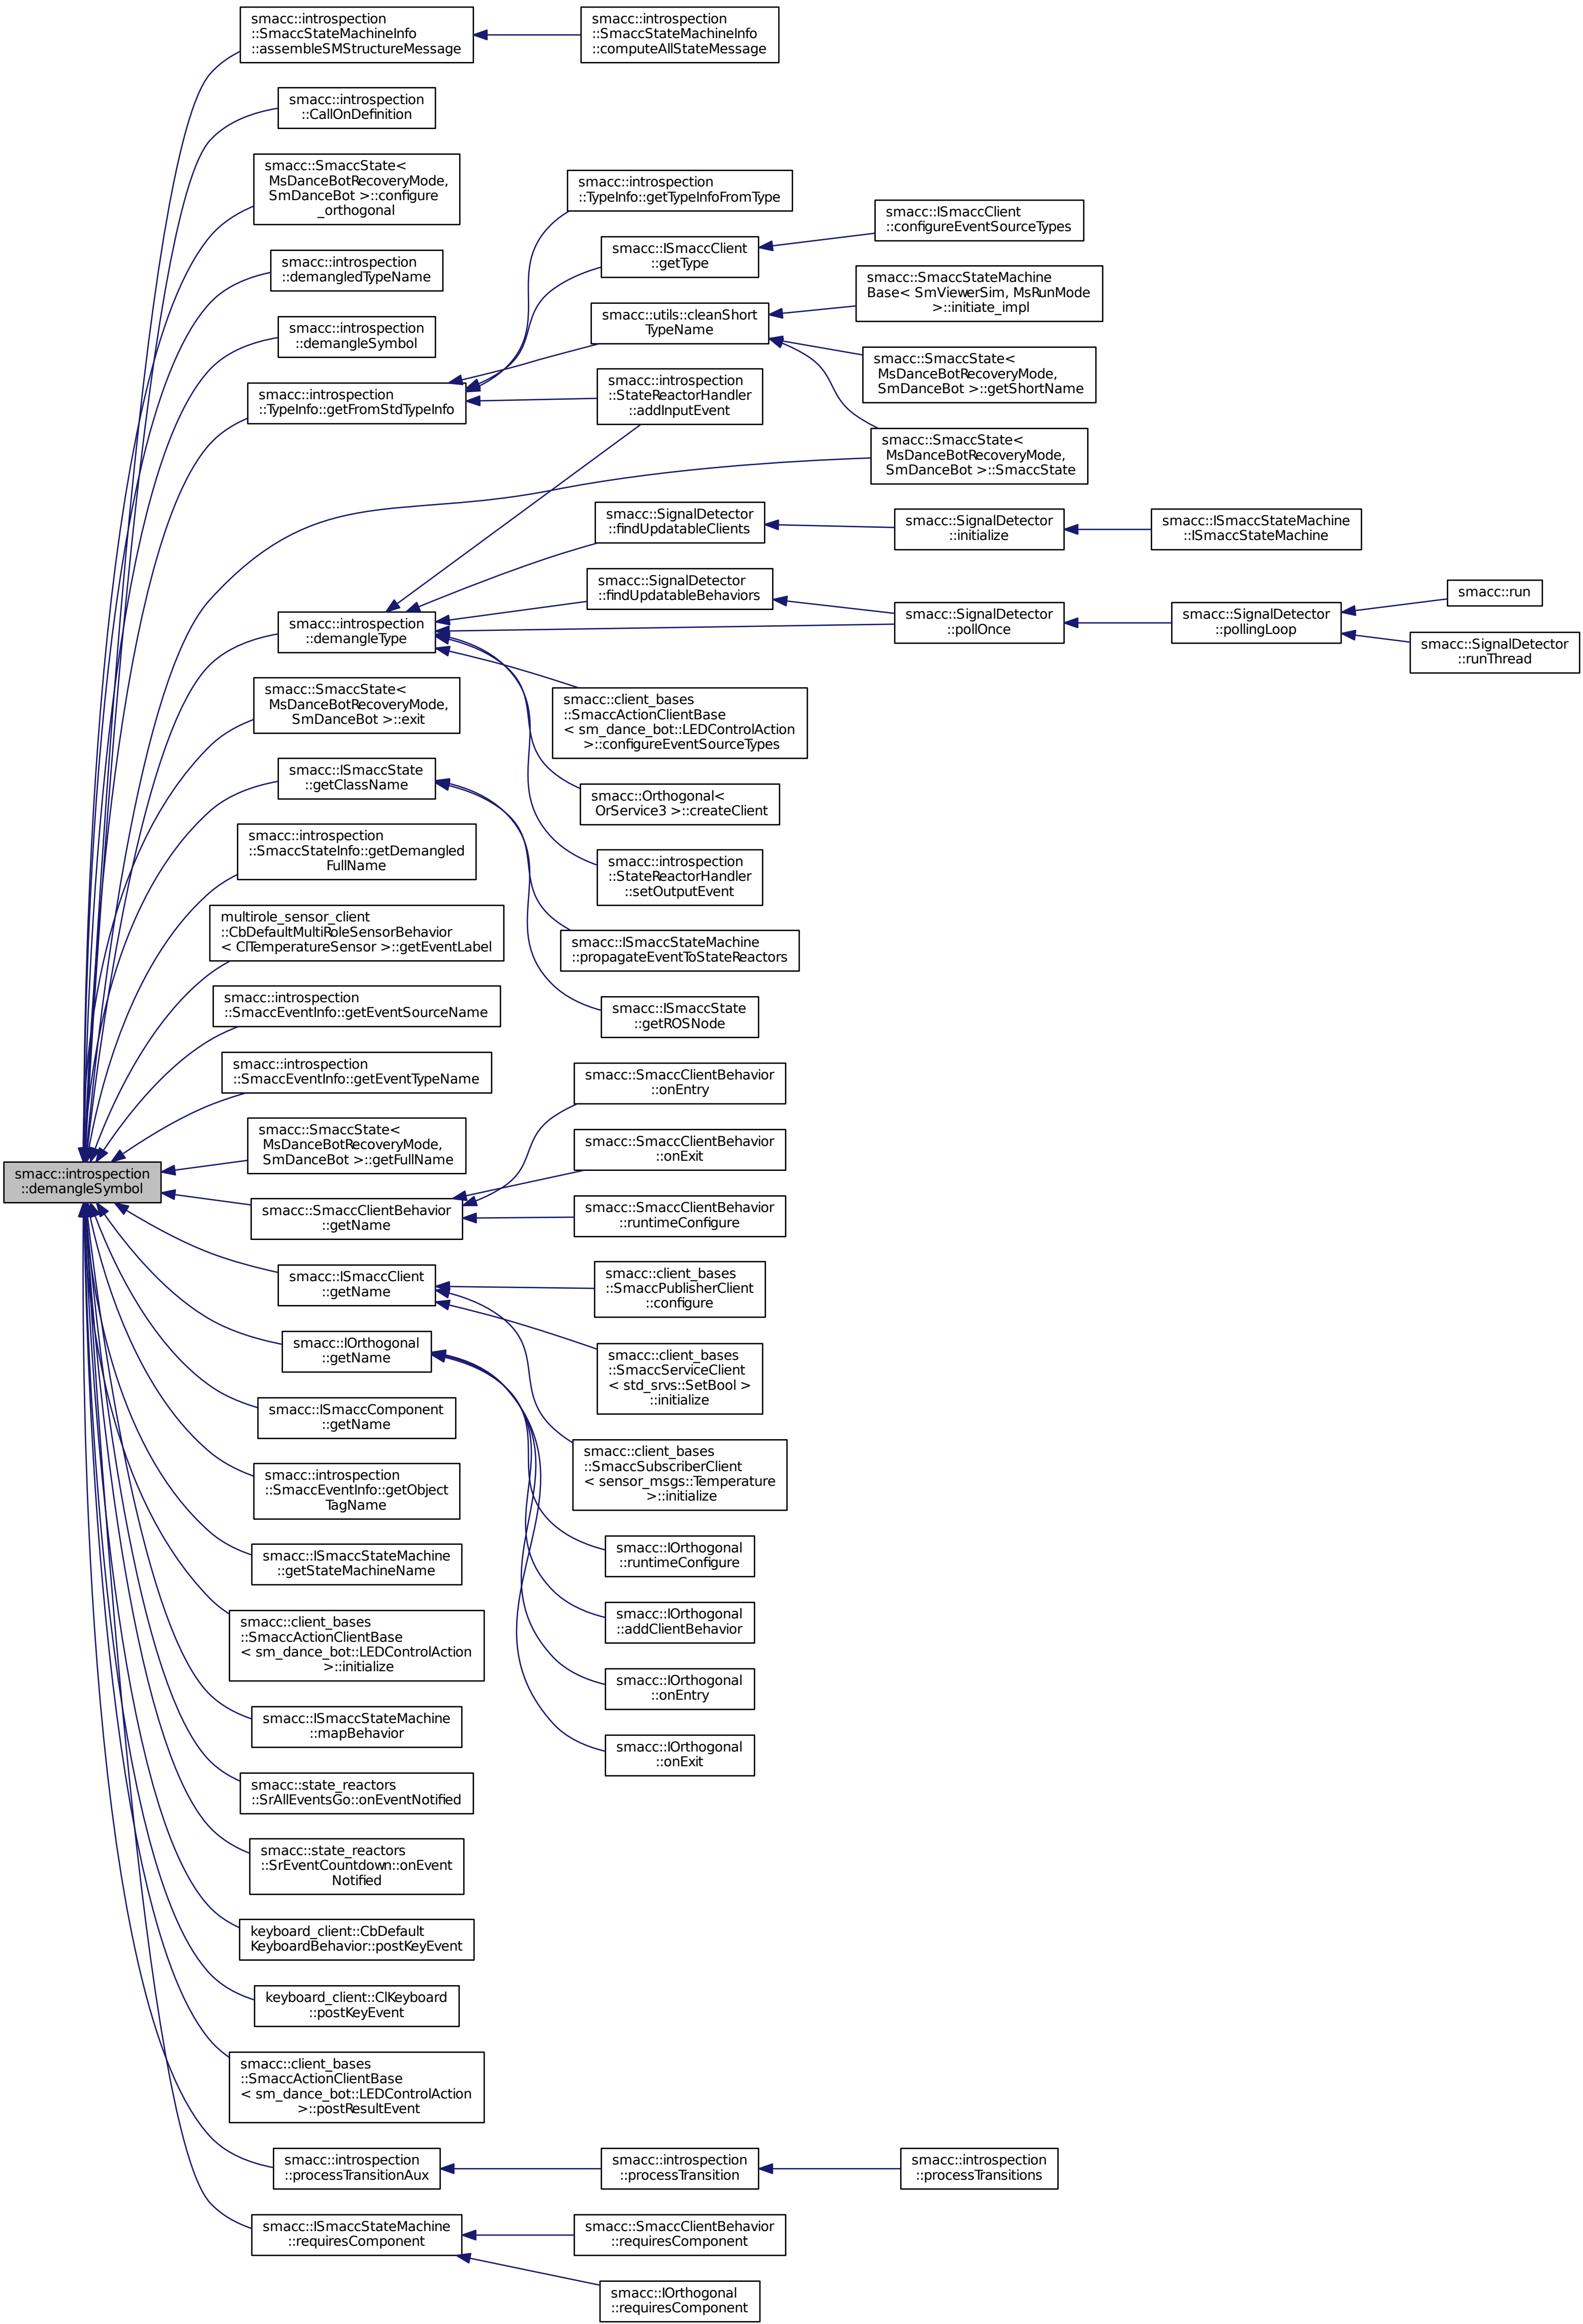 smacc::introspection
::SmaccStateMachineInfo
::assembleSMStructureMessage
smacc::introspection
::SmaccStateMachineInfo
::computeAllStateMessage
smacc::introspection
::CallOnDefinition
smacc::SmaccState<
MsDanceBotRecoveryMode,
SmDanceBot >::configure
_orthogonal
smacc::introspection
::TypeInfo::getTypeInfoFromType
smacc::ISmaccClient
::configureEventSourceTypes
smacc::ISmaccClient
::getType
smacc::introspection
::demangledTypeName
smacc::SmaccStateMachine
Base< SmViewerSim, MsRunMode
>::initiate_impl
smacc::utils::cleanShort
TypeName
smacc::introspection
::demangleSymbol
smacc::SmaccState<
MsDanceBotRecoveryMode,
SmDanceBot >::getShortName
smacc::introspection
::TypeInfo::getFromStdTypeInfo
smacc::introspection
::StateReactorHandler
::addInputEvent
smacc::SmaccState<
MsDanceBotRecoveryMode,
SmDanceBot >::SmaccState
smacc::SignalDetector
::findUpdatableClients
smacc::SignalDetector
::initialize
smacc::ISmaccStateMachine
::ISmaccStateMachine
smacc::SignalDetector
::findUpdatableBehaviors
smacc::run
smacc::introspection
::demangleType
smacc::SignalDetector
::pollOnce
smacc::SignalDetector
::pollingLoop
smacc::SignalDetector
::runThread
smacc::SmaccState<
MsDanceBotRecoveryMode,
SmDanceBot >::exit
smacc::client_bases
::SmaccActionClientBase
< sm_dance_bot::LEDControlAction
>::configureEventSourceTypes
smacc::ISmaccState
::getClassName
smacc::Orthogonal<
OrService3 >::createClient
smacc::introspection
::SmaccStateInfo::getDemangled
FullName
smacc::introspection
::StateReactorHandler
::setOutputEvent
multirole_sensor_client
::CbDefaultMultiRoleSensorBehavior
< ClTemperatureSensor >::getEventLabel
smacc::ISmaccStateMachine
::propagateEventToStateReactors
smacc::introspection
::SmaccEventInfo::getEventSourceName
smacc::ISmaccState
::getROSNode
smacc::introspection
::SmaccEventInfo::getEventTypeName
smacc::SmaccClientBehavior
::onEntry
smacc::SmaccState<
MsDanceBotRecoveryMode,
SmDanceBot >::getFullName
smacc::SmaccClientBehavior
::onExit
smacc::introspection
::demangleSymbol
smacc::SmaccClientBehavior
::getName
smacc::SmaccClientBehavior
::runtimeConfigure
smacc::ISmaccClient
::getName
smacc::client_bases
::SmaccPublisherClient
::configure
smacc::IOrthogonal
::getName
smacc::client_bases
::SmaccServiceClient
< std_srvs::SetBool >
::initialize
smacc::ISmaccComponent
::getName
smacc::client_bases
::SmaccSubscriberClient
< sensor_msgs::Temperature
>::initialize
smacc::introspection
::SmaccEventInfo::getObject
TagName
smacc::ISmaccStateMachine
::getStateMachineName
smacc::IOrthogonal
::runtimeConfigure
smacc::client_bases
::SmaccActionClientBase
< sm_dance_bot::LEDControlAction
>::initialize
smacc::IOrthogonal
::addClientBehavior
smacc::IOrthogonal
::onEntry
smacc::ISmaccStateMachine
::mapBehavior
smacc::IOrthogonal
::onExit
smacc::state_reactors
::SrAllEventsGo::onEventNotified
smacc::state_reactors
::SrEventCountdown::onEvent
Notified
keyboard_client::CbDefault
KeyboardBehavior::postKeyEvent
keyboard_client::ClKeyboard
::postKeyEvent
smacc::client_bases
::SmaccActionClientBase
< sm_dance_bot::LEDControlAction
>::postResultEvent
smacc::introspection
::processTransitionAux
smacc::introspection
::processTransition
smacc::introspection
::processTransitions
smacc::ISmaccStateMachine
::requiresComponent
smacc::SmaccClientBehavior
::requiresComponent
smacc::IOrthogonal
::requiresComponent